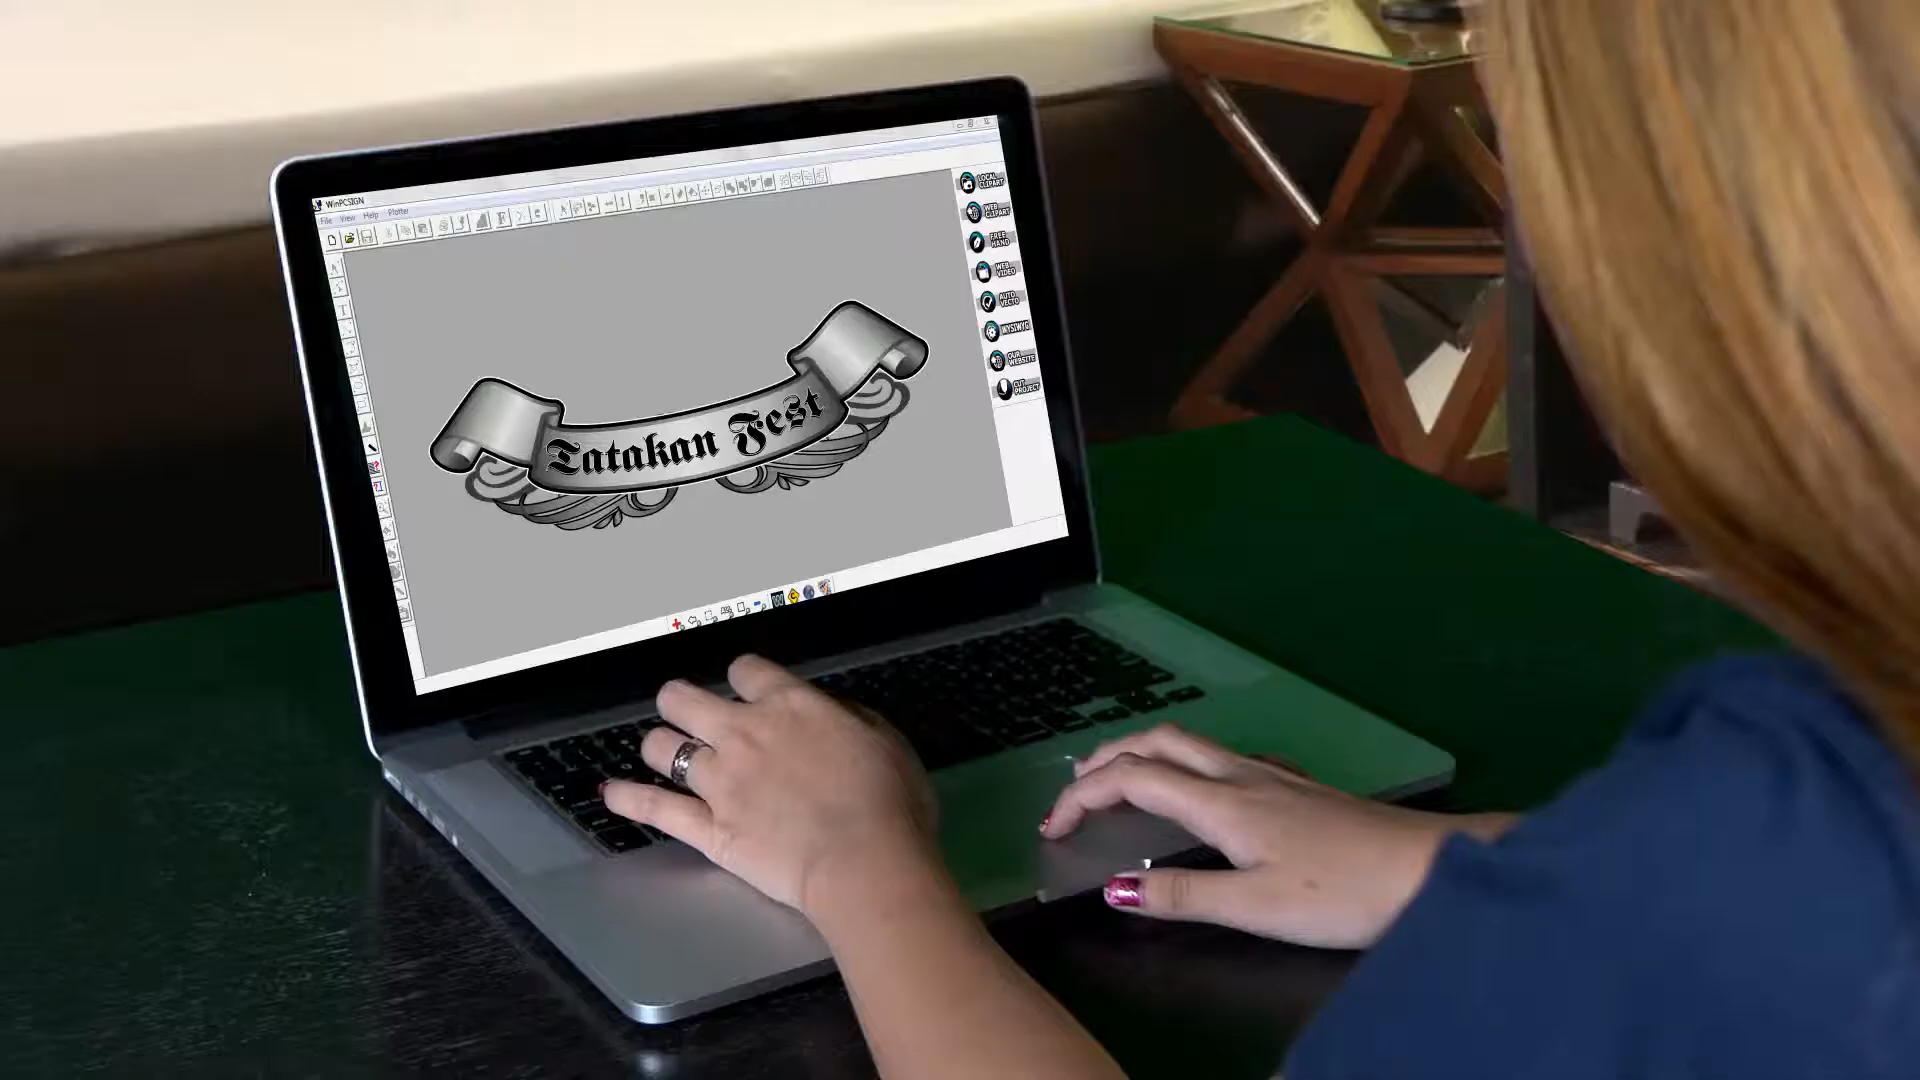 WinPCSIGN
File View Help Plotter
LOCAL
CLIPART
WEB
CLIPART
FREE
HAND
WEB
VIDEO
AUTO
VECTO
WYSIWYG
OUR
WEBSITE
CUT
PROJECT
Tatakan Fest